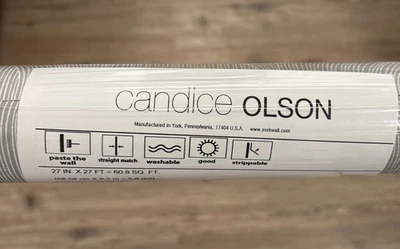 candice OLSON
Manufactured in York, Pennsylvania, 17404 U.S.A. www.yorkwall.com
paste the wall straight match washable good strippable
27 IN. X 27 FT = 60.8 SQ. FT